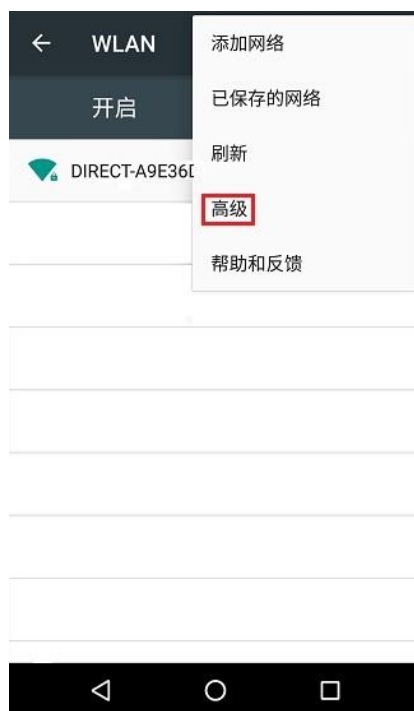 WLAN
开启
DIRECT-A9E36D
添加网络
已保存的网络
刷新
高级
帮助和反馈